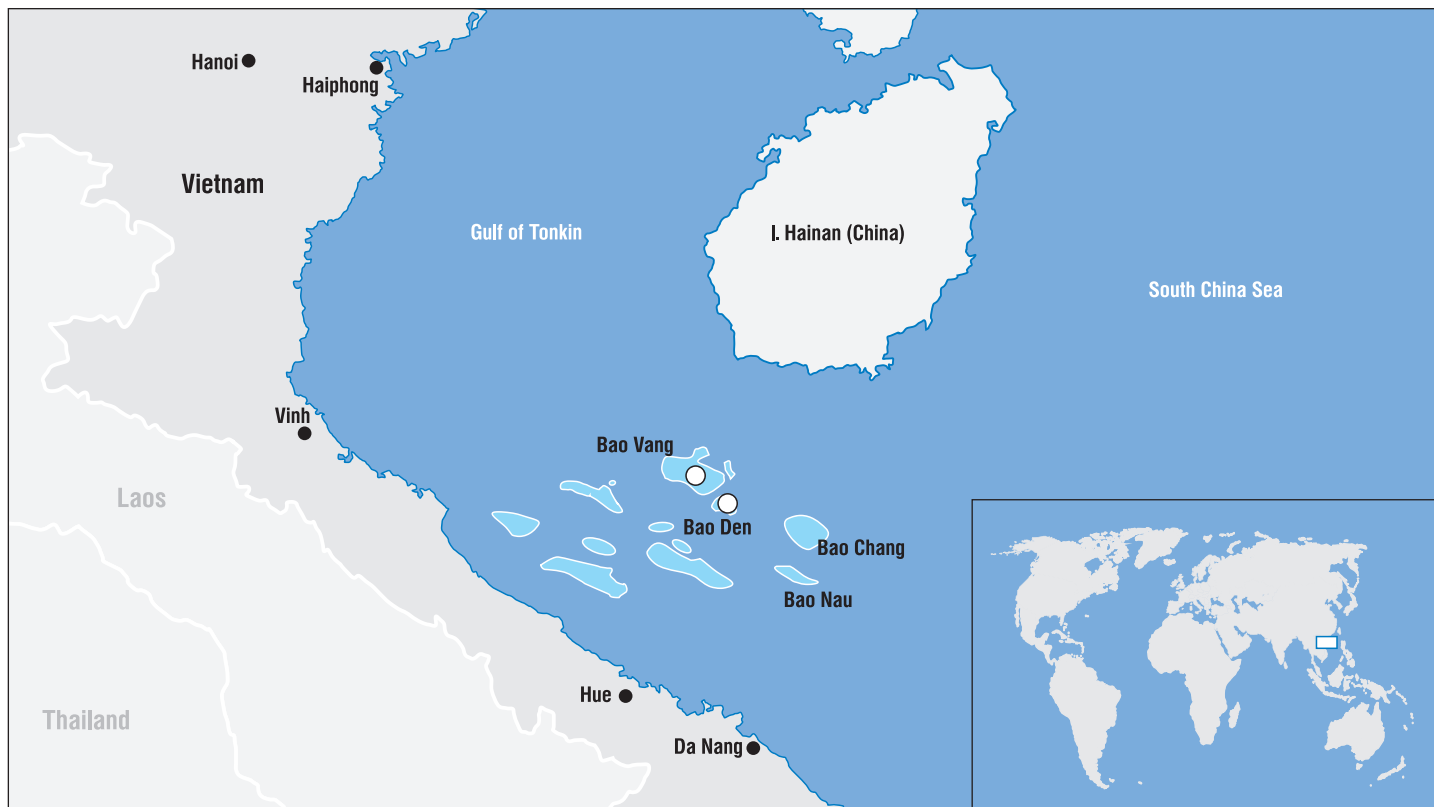 Hanoi
Haiphong
Vietnam
Gulf of Tonkin
I. Hainan (China)
South China Sea
Vinh
Bao Vang
Laos
Bao Den
Bao Chang
Bao Nau
Hue
Thailand
Da Nang